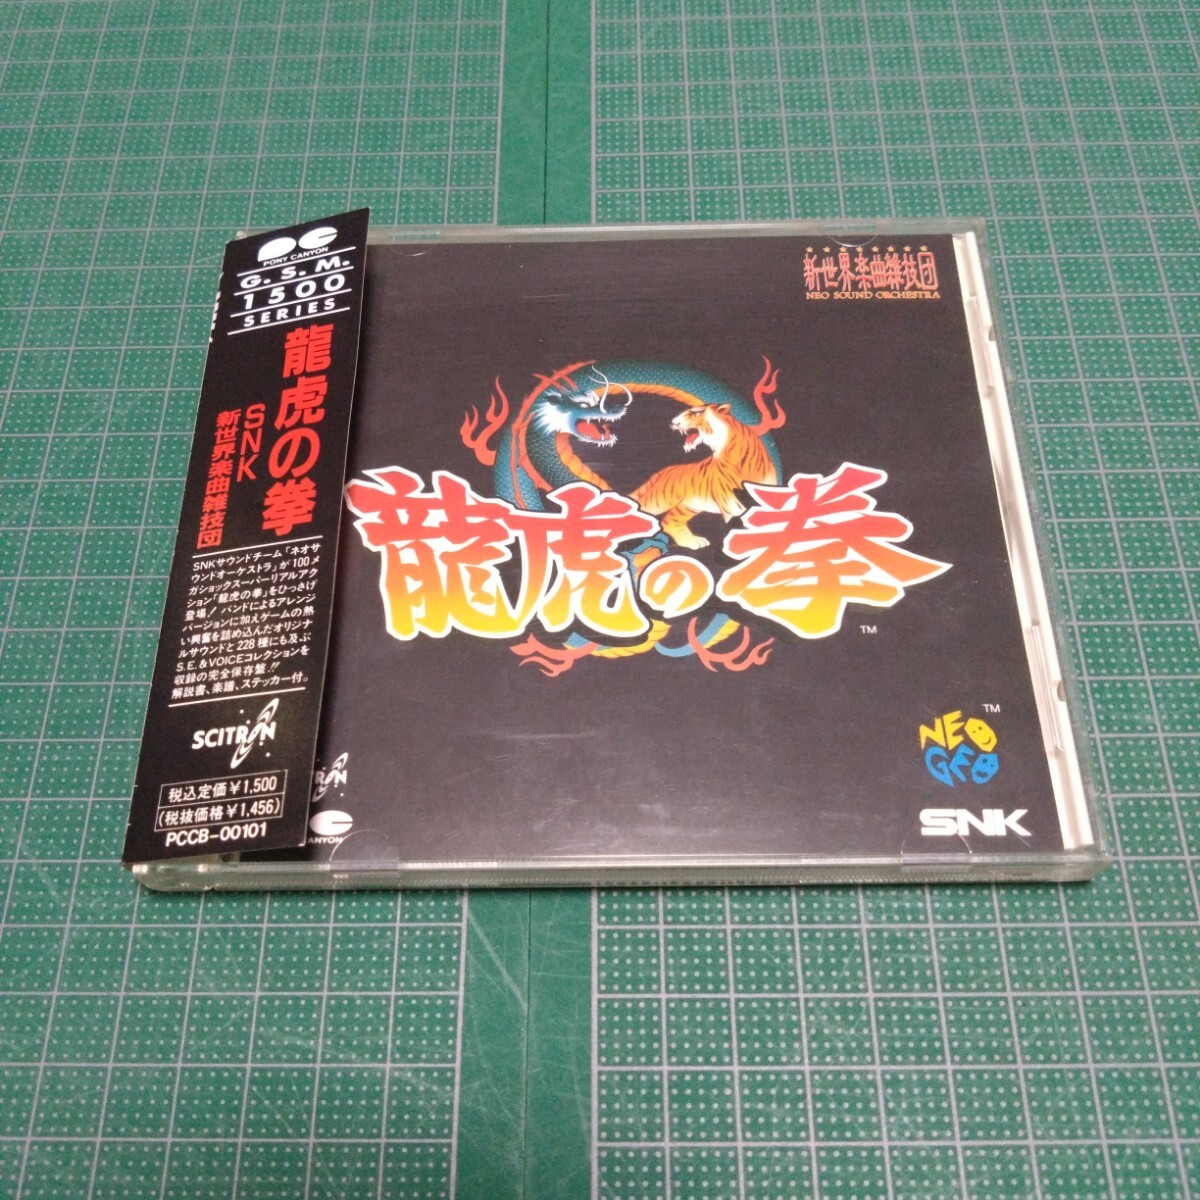 PC
PONY CANYON
G.S.M.
1500
SERIES
龍虎の拳
SNK
新世界楽曲雑技団
SNKサウンドチーム「ネオサ
ウンドオーケストラ」が100メ
ガショックスーパーリアルアク
ション「龍虎の拳」をひっさげ
登場！バンドによるアレンジ
バージョンに加えゲームの熱
い興奮を詰め込んだオリジナ
ルサウンドと228種にも及ぶ
S.E.&VOICEコレクションを
収録の完全保存盤!!
解説書、楽譜、ステッカー付。
SCITRON
税込定価￥1,500
(税抜価格￥1,456)
PCCB-00101
新世界楽曲雑技団
NEO SOUND ORCHESTRA
龍虎の拳
TM
TM
NEO
GEO
SNK
TRON
C
ANYON